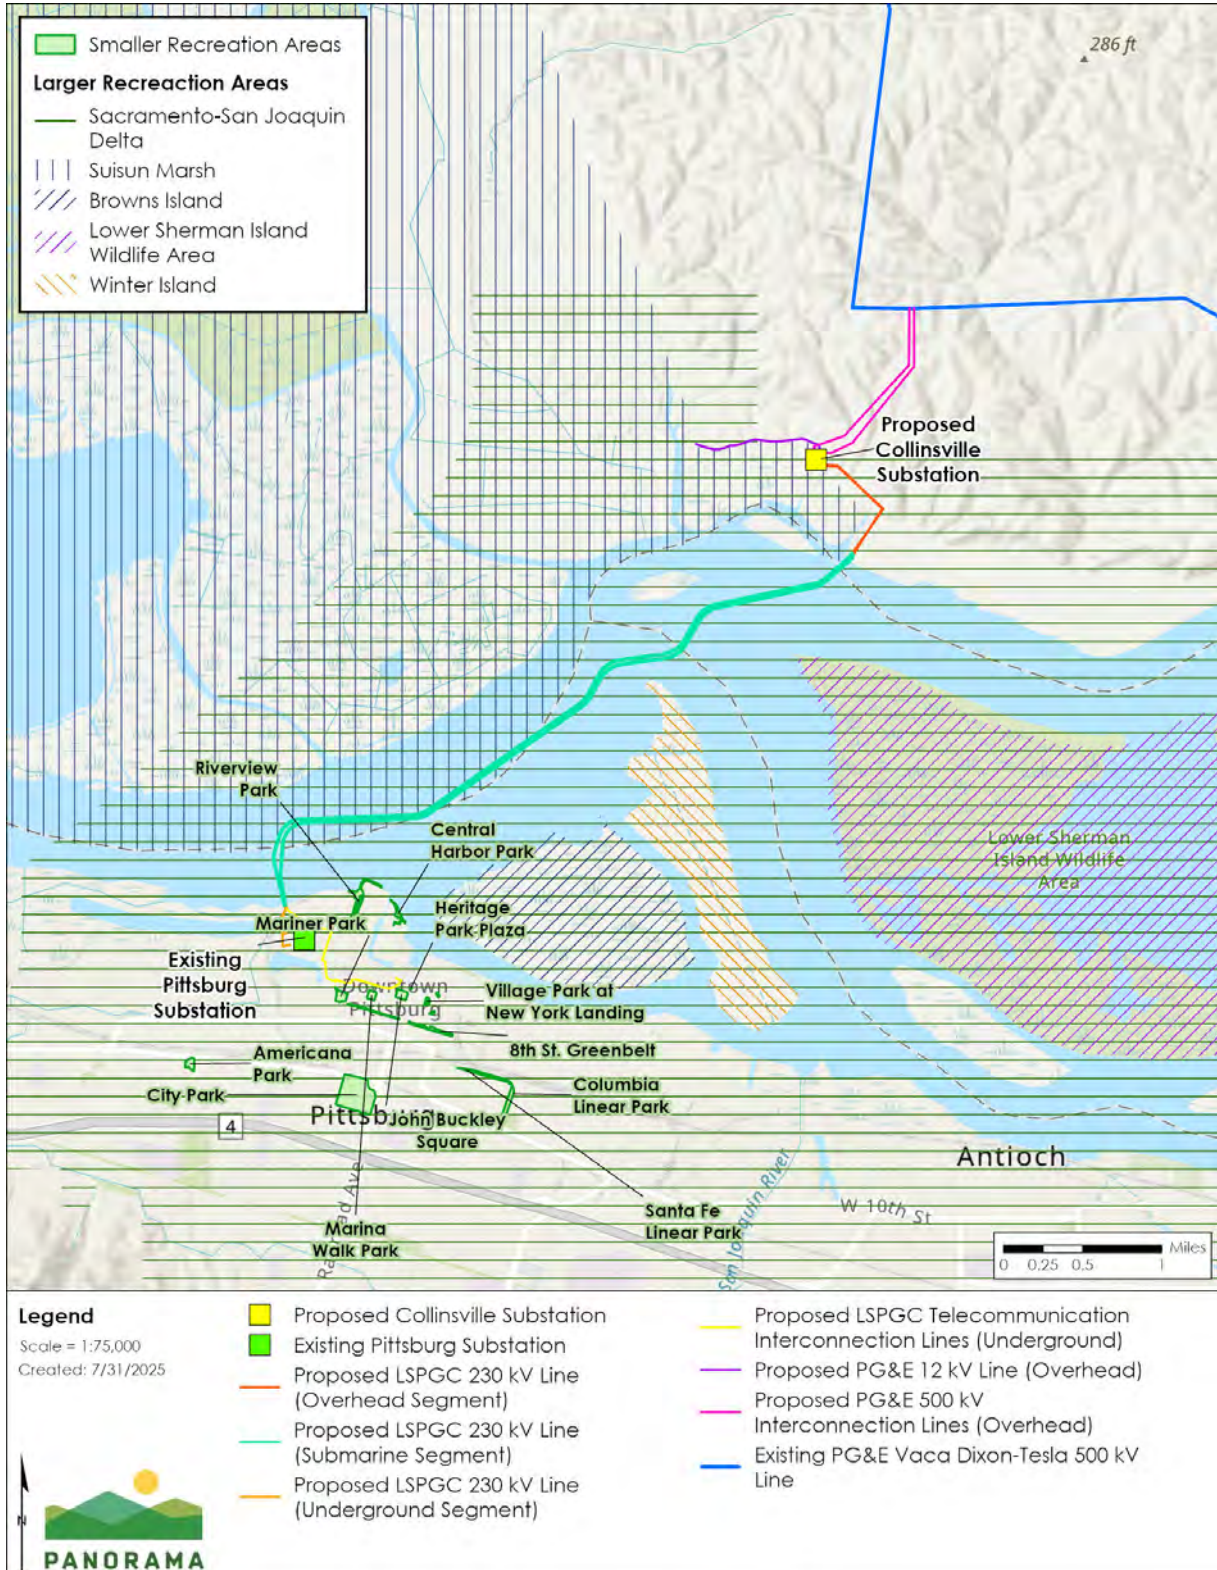 Smaller Recreation Areas
Larger Recreaction Areas
Sacramento-San Joaquin
Delta
Suisun Marsh
Browns Island
Lower Sherman Island
Wildlife Area
Winter Island
286 ft
Proposed
Collinsville
Substation
Riverview
Park
Central
Harbor Park
Lower Sherman
Island Wildlife
Area
Mariner Park
Heritage
Park Plaza
Existing
Pittsburg
Substation
Downtown
Pittsburg
Village Park at
New York Landing
8th St. Greenbelt
Americana
Park
City Park
Columbia
Linear Park
Pittsburg
John Buckley
Square
4
Antioch
Santa Fe
Linear Park
Marina
Walk Park
Railroad Ave
San Joaquin River
W 10th St
Miles
0 0.25 0.5 1
Legend
Scale = 1:75,000
Created: 7/31/2025
N
PANORAMA
Proposed Collinsville Substation
Existing Pittsburg Substation
Proposed LSPGC 230 kV Line
(Overhead Segment)
Proposed LSPGC 230 kV Line
(Submarine Segment)
Proposed LSPGC 230 kV Line
(Underground Segment)
Proposed LSPGC Telecommunication
Interconnection Lines (Underground)
Proposed PG&E 12 kV Line (Overhead)
Proposed PG&E 500 kV
Interconnection Lines (Overhead)
Existing PG&E Vaca Dixon-Tesla 500 kV
Line